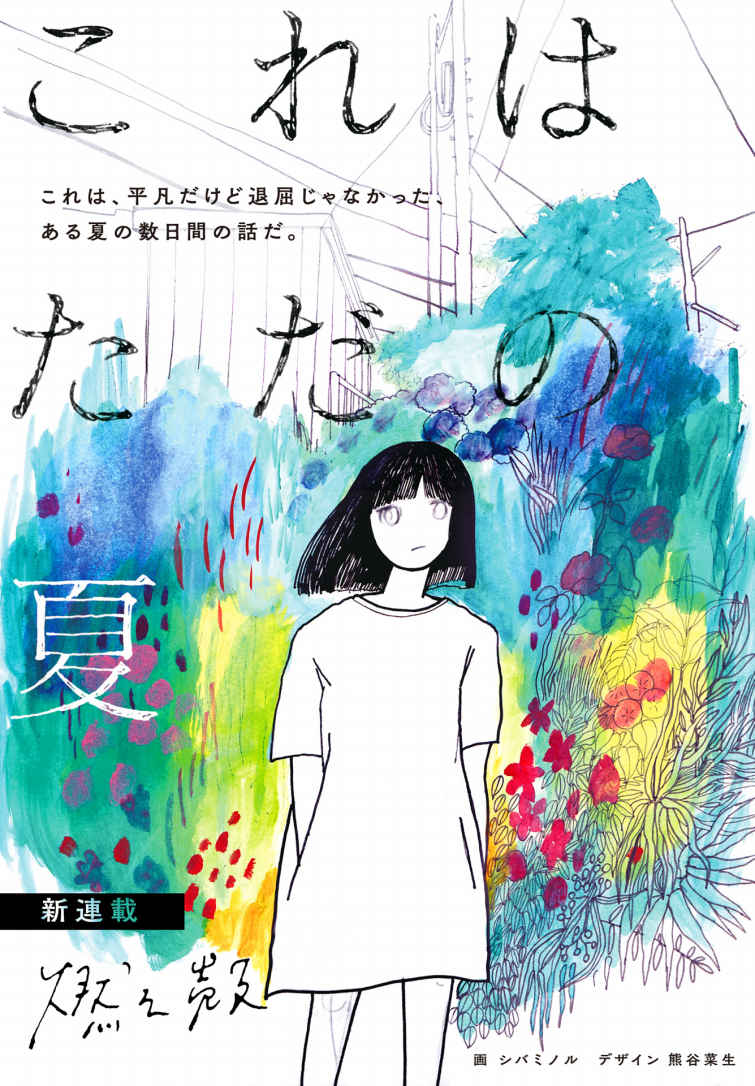 これは
これは、平凡だけど退屈じゃなかった、
ある夏の数日間の話だ。
ただの
夏
新連載
燃え殻
画 シバミノル　デザイン 熊谷菜生